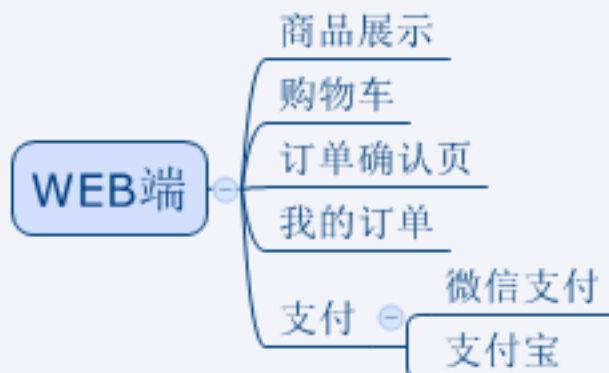 商品展示
购物车
订单确认页
WEB端
我的订单
支付
微信支付
支付宝